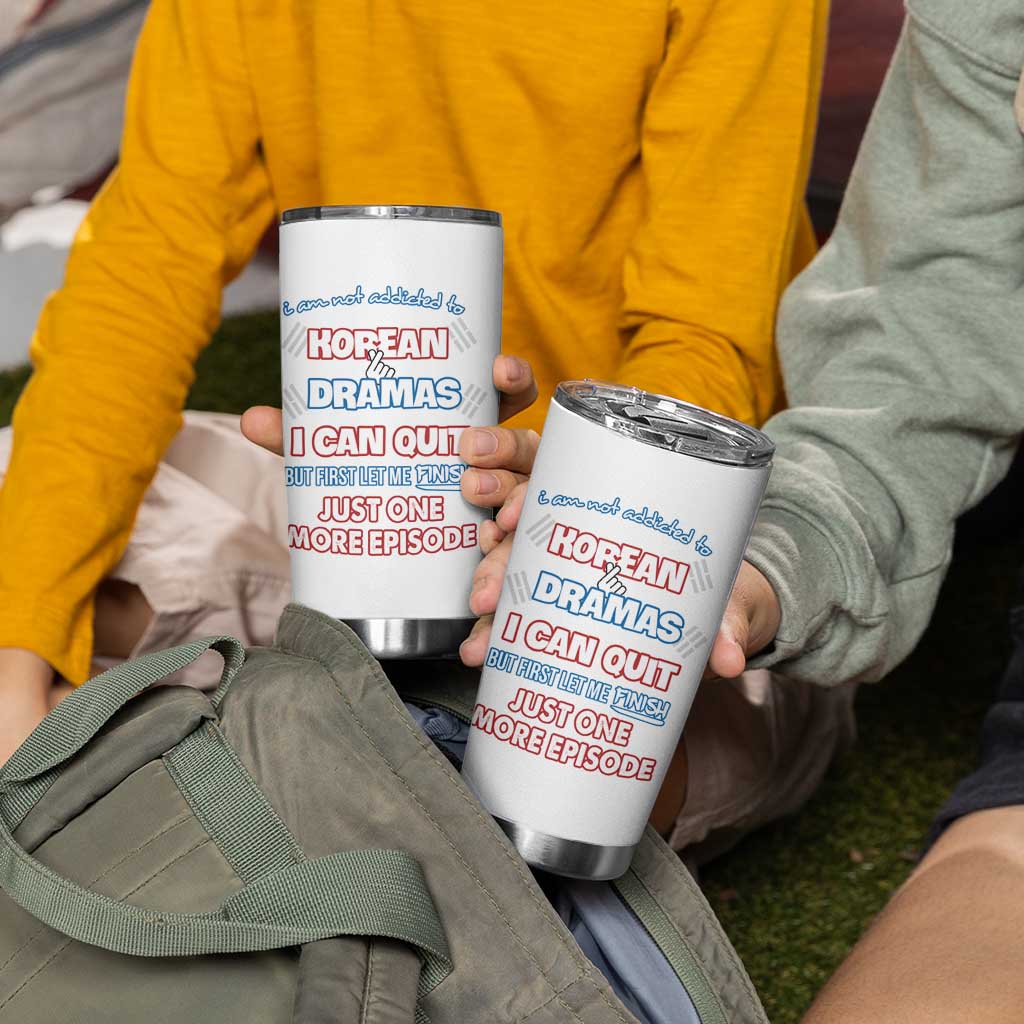 i am not addicted to
KOREAN
DRAMAS
I CAN QUIT
BUT FIRST LET ME FINISH
JUST ONE
MORE EPISODE
i am not addicted to
KOREAN
DRAMAS
I CAN QUIT
BUT FIRST LET ME FINISH
JUST ONE
MORE EPISODE